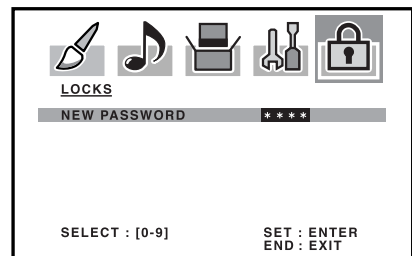 LOCKS
NEW PASSWORD ****
SELECT : [0-9] SET : ENTER
END : EXIT